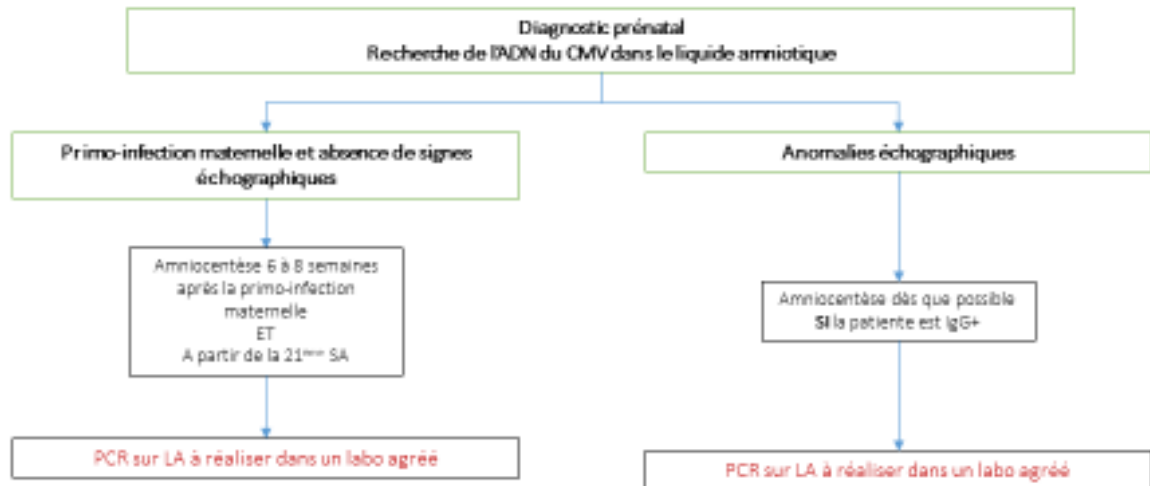 Diagnostic prénatal
Recherche de l'ADN du CMV dans le liquide amniotique
Primo-infection maternelle et absence de signes
échographiques
Anomalies échographiques
Amniocentèse 6 à 8 semaines
après la primo-infection
maternelle
ET
A partir de la 21ème SA
Amniocentèse dès que possible
SI la patiente est IgG+
PCR sur LA à réaliser dans un labo agréé
PCR sur LA à réaliser dans un labo agréé